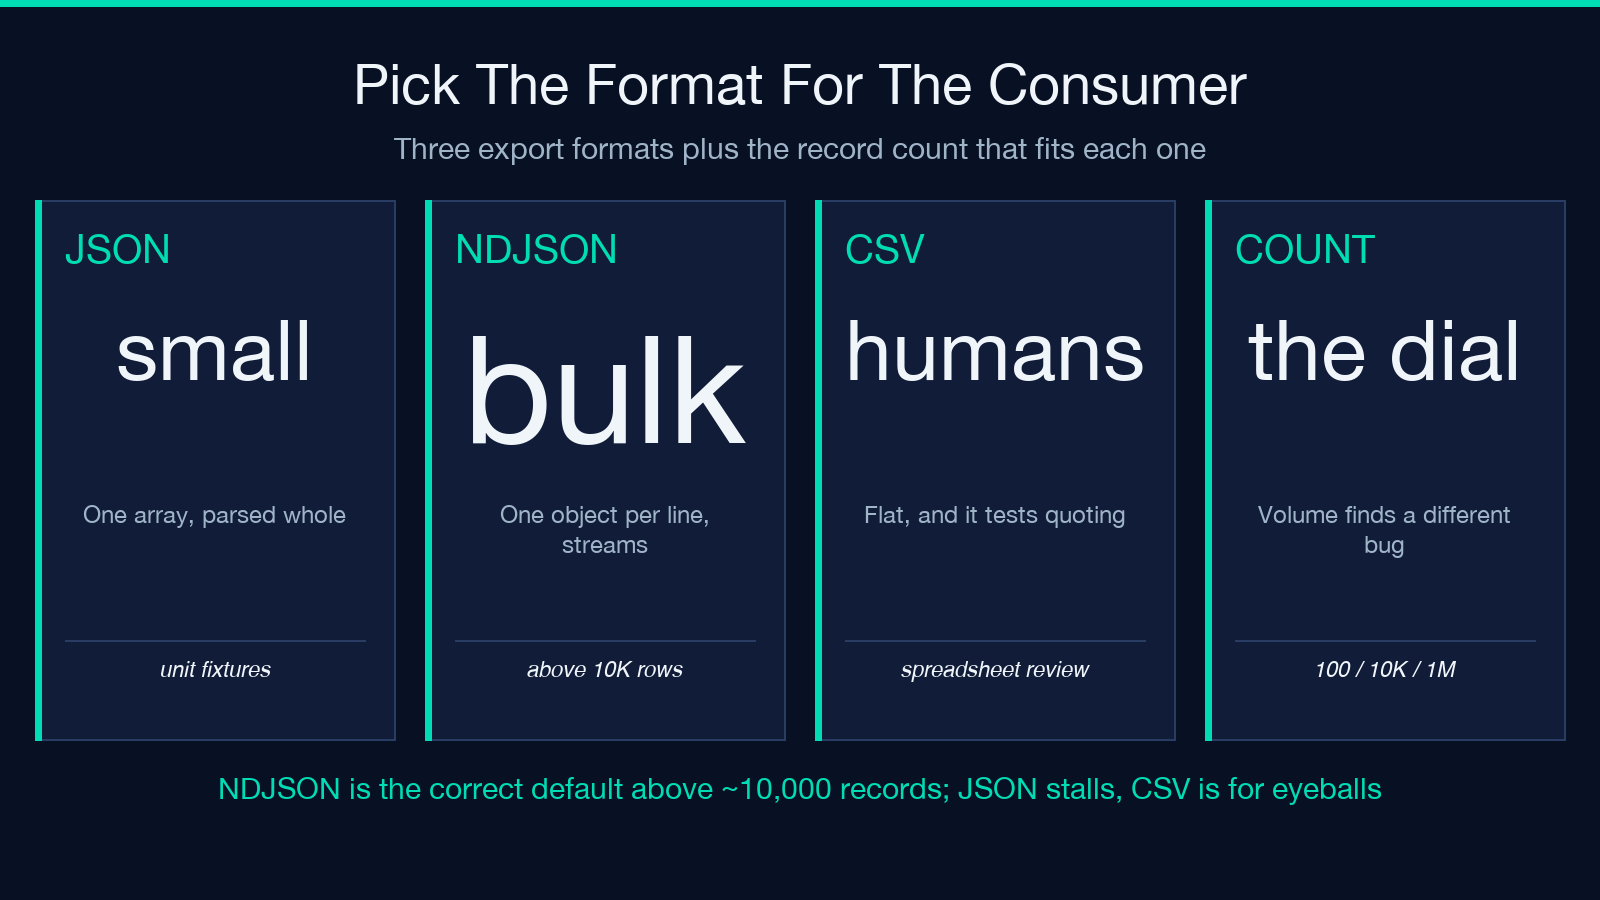 Pick The Format For The Consumer
Three export formats plus the record count that fits each one
JSON
small
One array, parsed whole
unit fixtures
NDJSON
bulk
One object per line,
streams
above 10K rows
CSV
humans
Flat, and it tests quoting
spreadsheet review
COUNT
the dial
Volume finds a different
bug
100 / 10K / 1M
NDJSON is the correct default above ~10,000 records; JSON stalls, CSV is for eyeballs